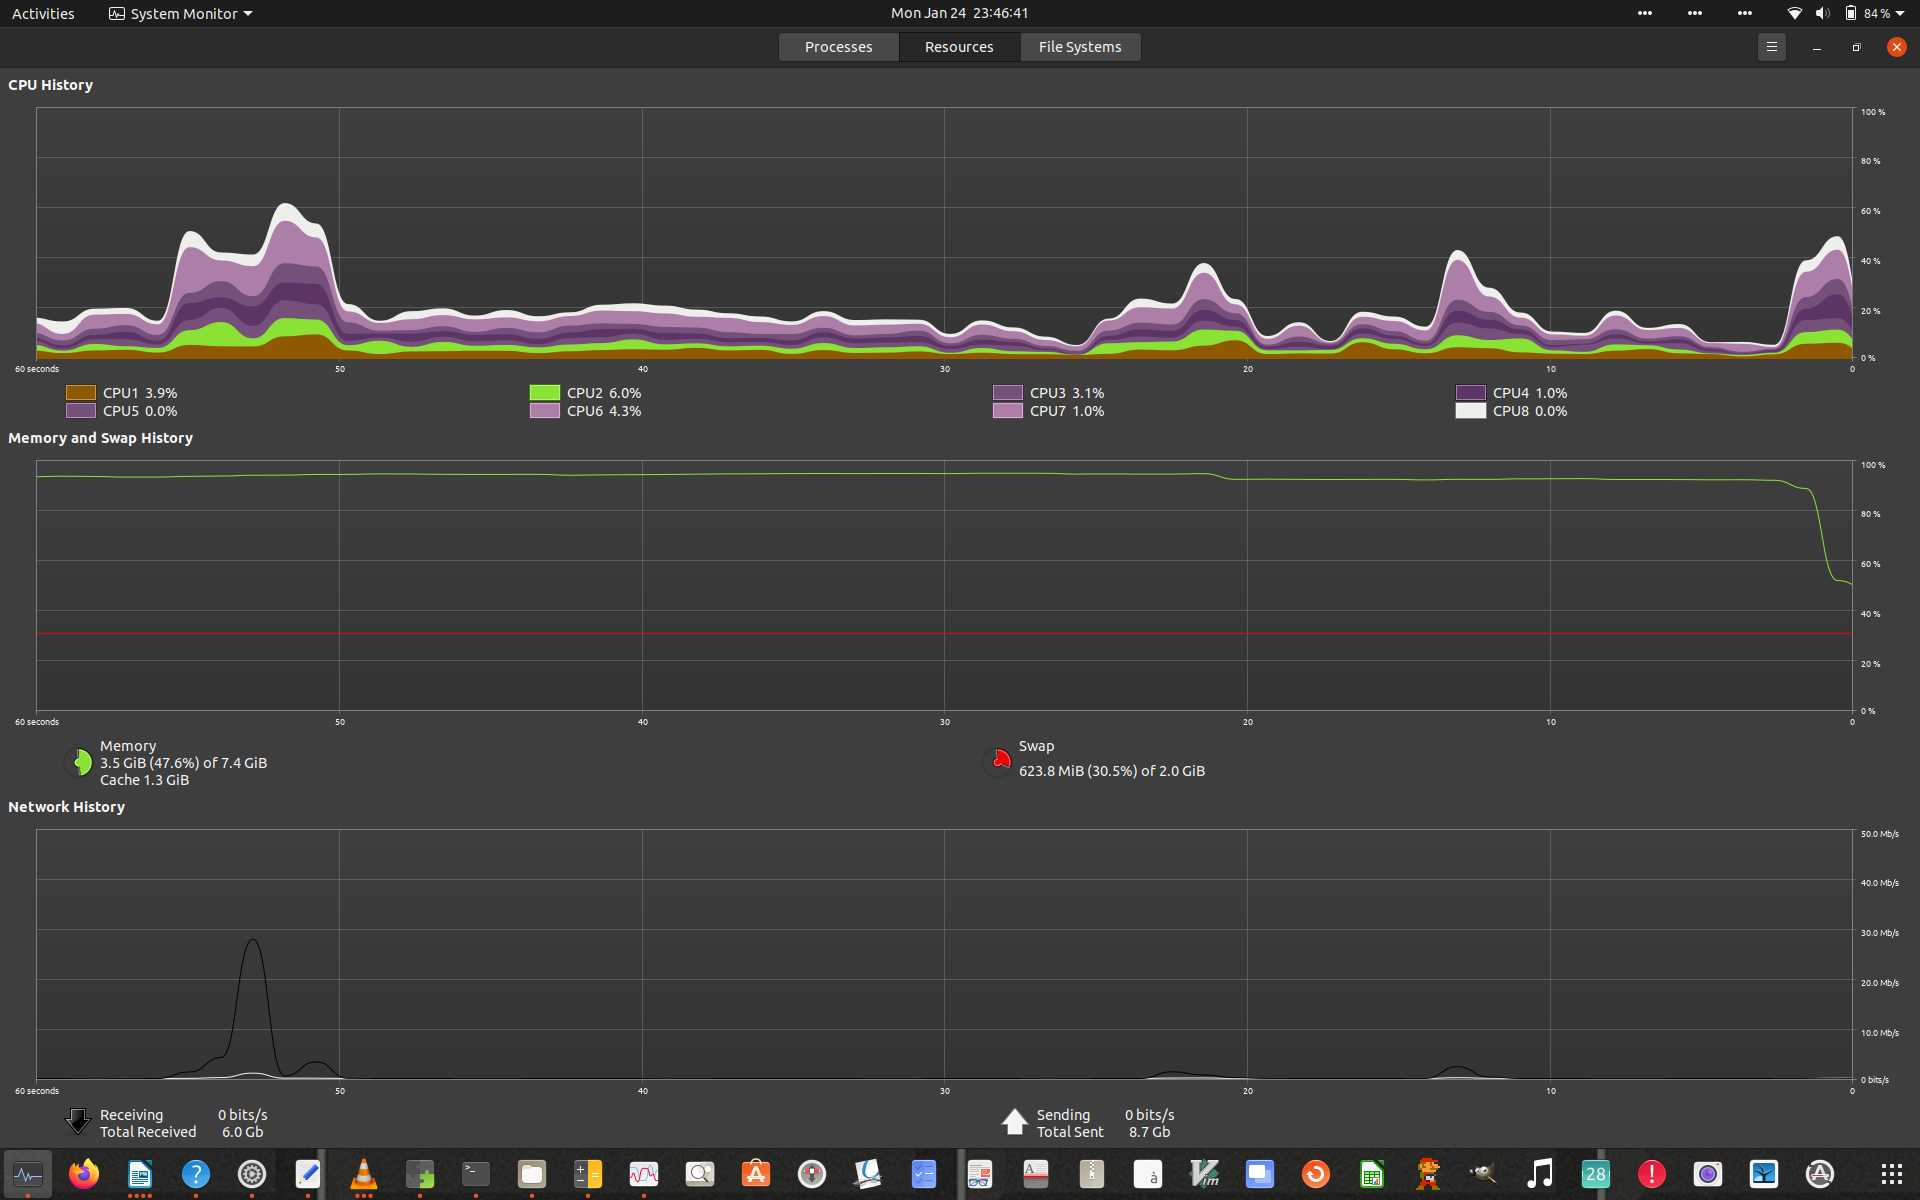 Activities System Monitor Mon Jan 24 23:46:41 84 %
Processes Resources File Systems
CPU History
100 %
80 %
60 %
40 %
20 %
0 %
60 seconds 50 40 30 20 10 0
CPU1 3.9% CPU2 6.0% CPU3 3.1% CPU4 1.0%
CPU5 0.0% CPU6 4.3% CPU7 1.0% CPU8 0.0%
Memory and Swap History
100 %
80 %
60 %
40 %
20 %
0 %
60 seconds 50 40 30 20 10 0
Memory
3.5 GiB (47.6%) of 7.4 GiB
Cache 1.3 GiB
Swap
623.8 MiB (30.5%) of 2.0 GiB
Network History
50.0 Mb/s
40.0 Mb/s
30.0 Mb/s
20.0 Mb/s
10.0 Mb/s
0 bits/s
60 seconds 50 40 30 20 10 0
Receiving 0 bits/s
Total Received 6.0 Gb
Sending 0 bits/s
Total Sent 8.7 Gb
? >_ A A à Vim 28 !